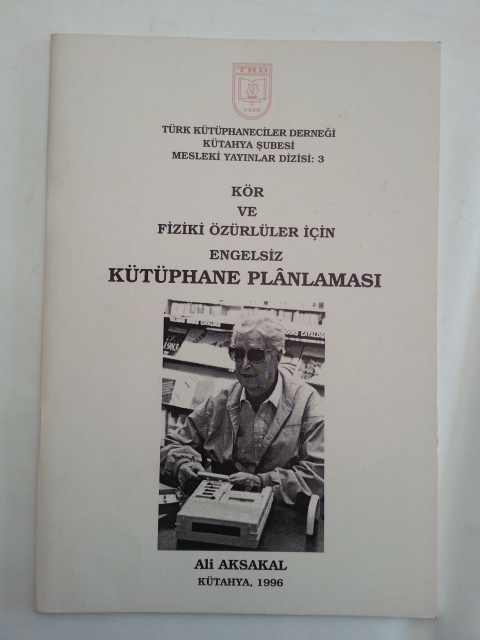 TKD
1949
TÜRK KÜTÜPHANECİLER DERNEĞİ
KÜTAHYA ŞUBESİ
MESLEKİ YAYINLAR DİZİSİ: 3
KÖR
VE
FİZİKİ ÖZÜRLÜLER İÇİN
ENGELSİZ
KÜTÜPHANE PLÂNLAMASI
Ali AKSAKAL
KÜTAHYA, 1996